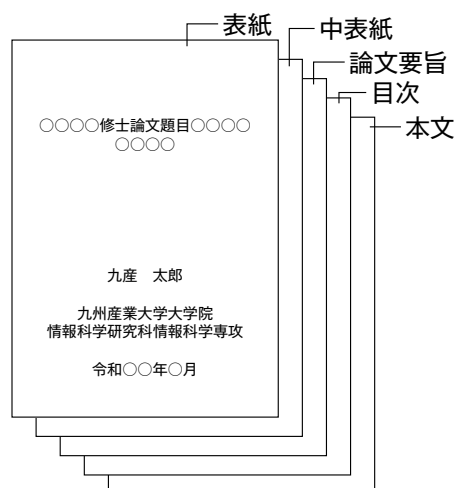 表紙
中表紙
論文要旨
目次
本文
○○○○修士論文題目○○○○
○○○○
九産　太郎
九州産業大学大学院
情報科学研究科情報科学専攻
令和○○年○月